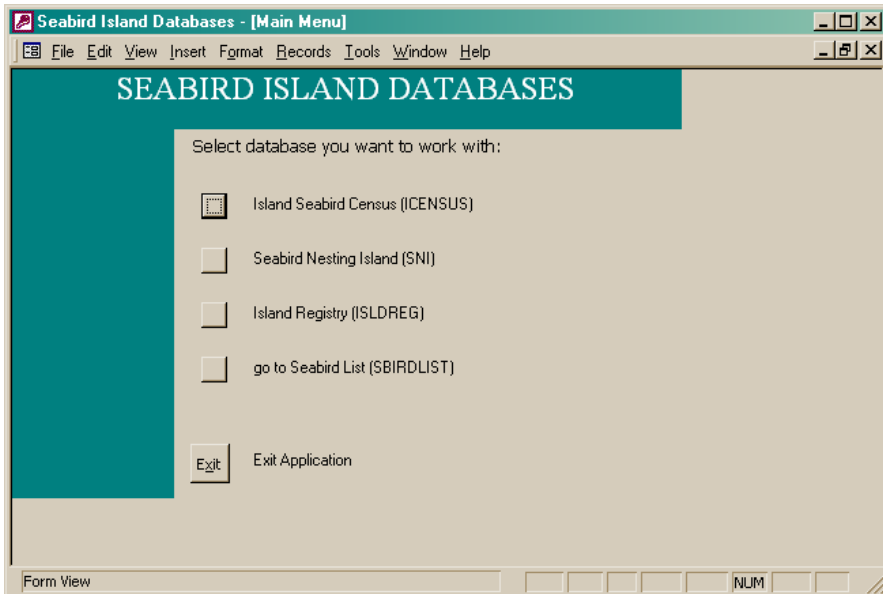 Seabird Island Databases - [Main Menu]
File Edit View Insert Format Records Tools Window Help
SEABIRD ISLAND DATABASES
Select database you want to work with:
Island Seabird Census (ICENSUS)
Seabird Nesting Island (SNI)
Island Registry (ISLDREG)
go to Seabird List (SBIRDLIST)
Exit Exit Application
Form View NUM